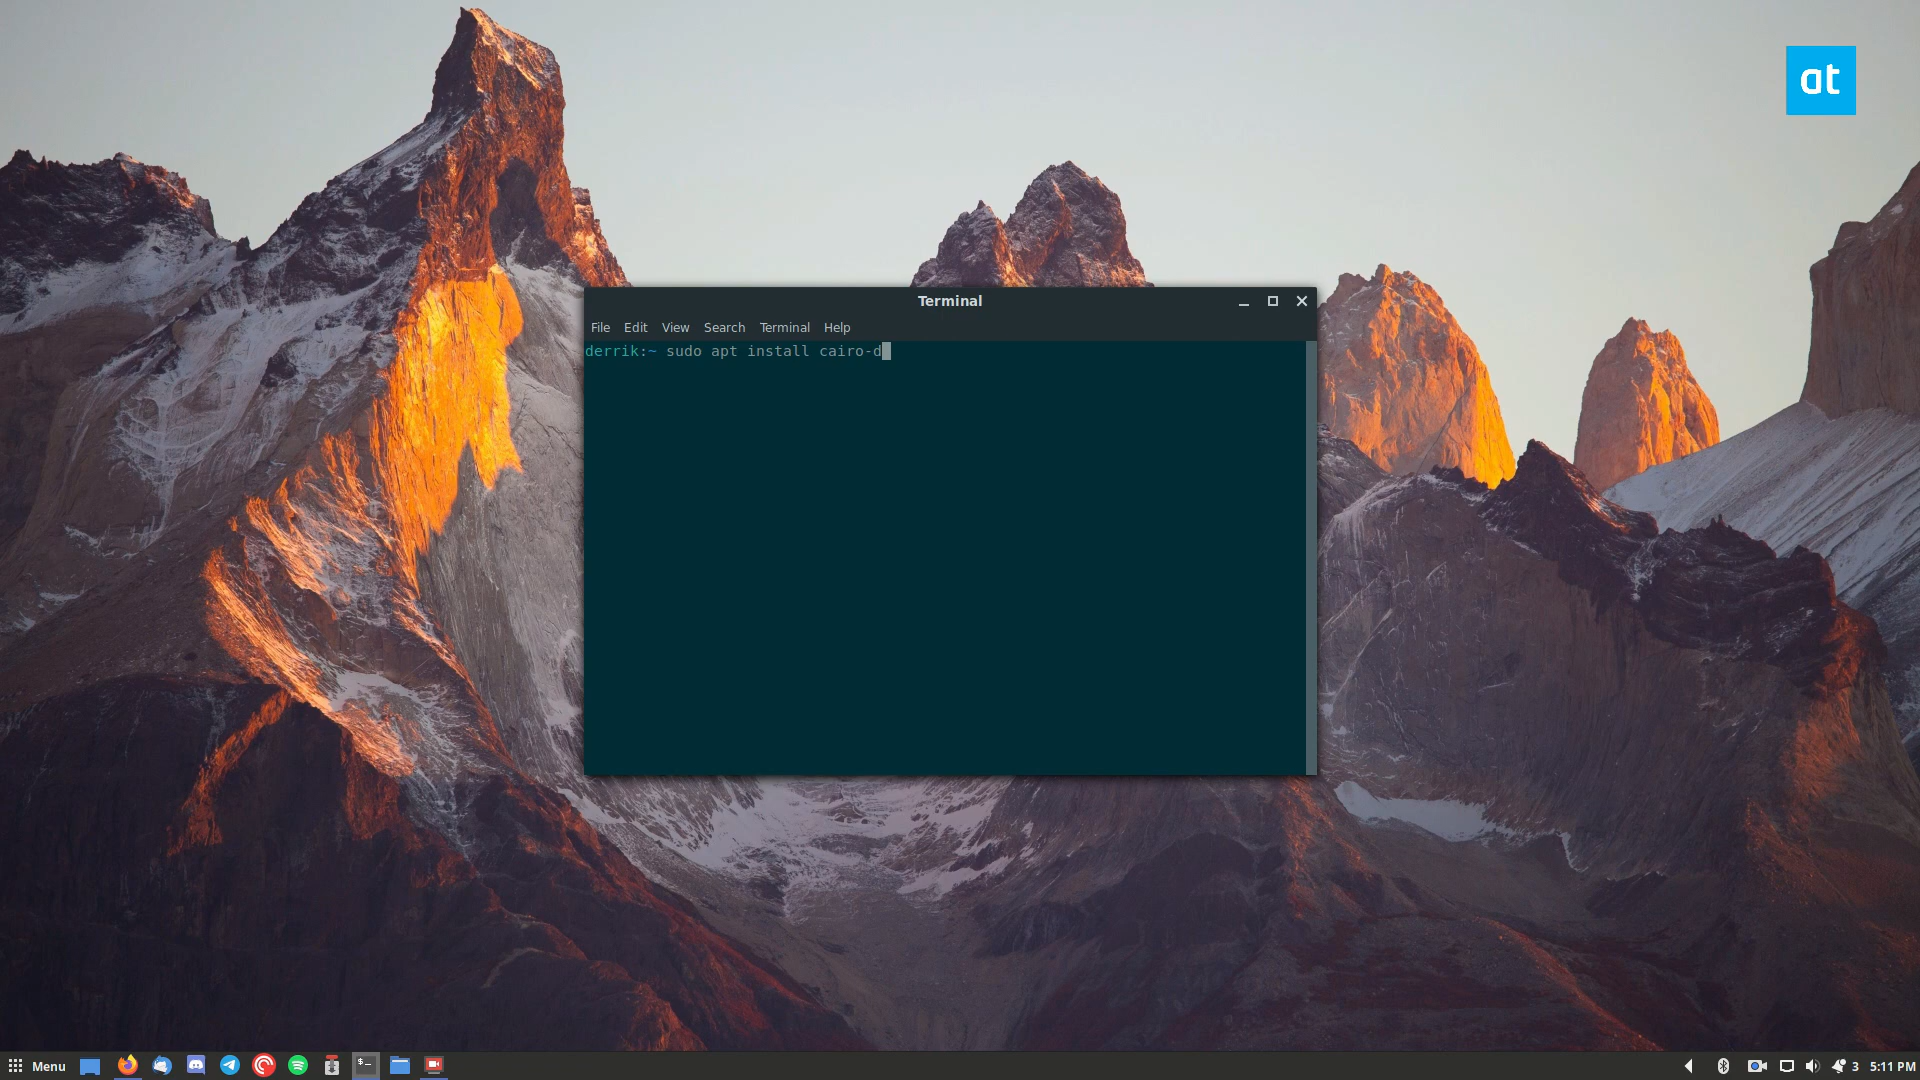 at
Terminal
File Edit View Search Terminal Help
derrik:~ sudo apt install cairo-d
Menu
3 5:11 PM